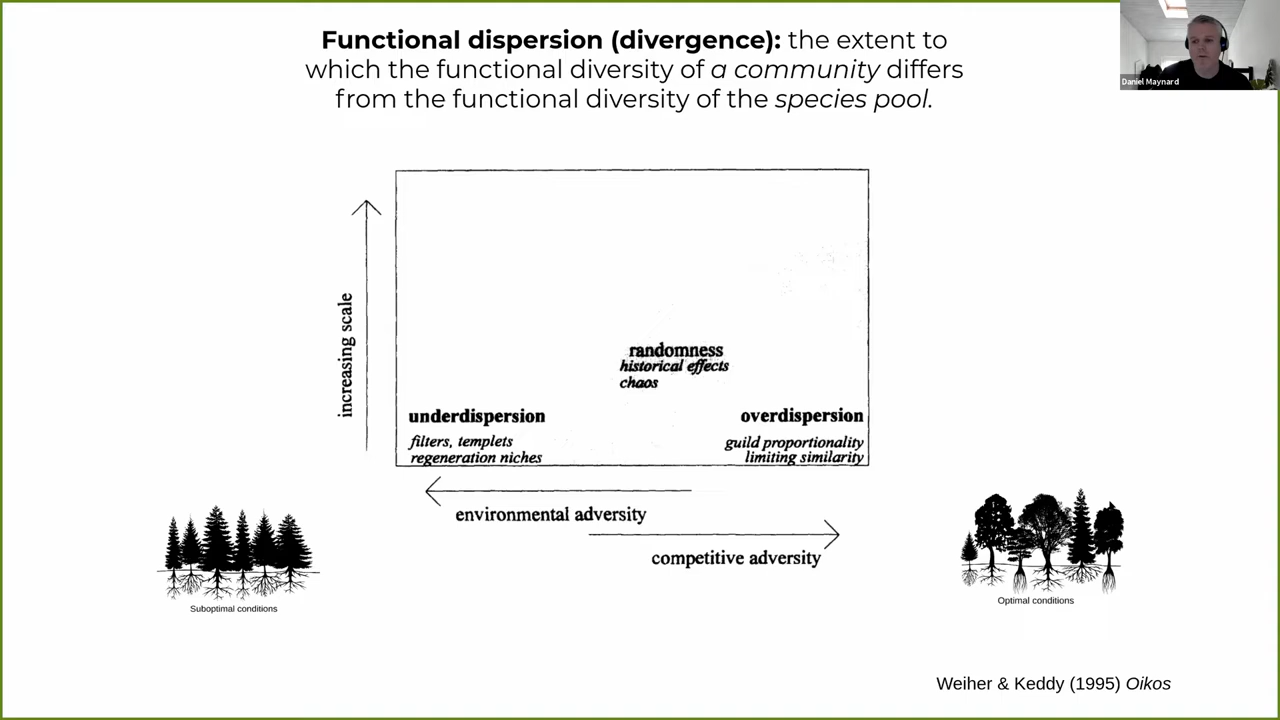 Functional dispersion (divergence): the extent to
which the functional diversity of a community differs
from the functional diversity of the species pool.
Daniel Maynard
increasing scale
randomness
historical effects
chaos
underdispersion
filters, templets
regeneration niches
overdispersion
guild proportionality
limiting similarity
environmental adversity
competitive adversity
Suboptimal conditions
Optimal conditions
Weiher & Keddy (1995) Oikos